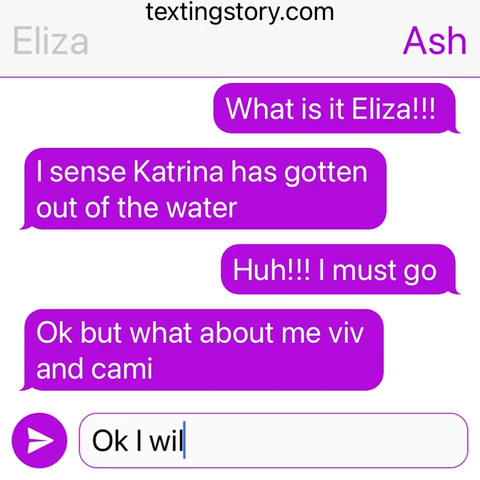 textingstory.com
Eliza
Ash
What is it Eliza!!!
I sense Katrina has gotten
out of the water
Huh!!! I must go
Ok but what about me viv
and cami
Ok I wil